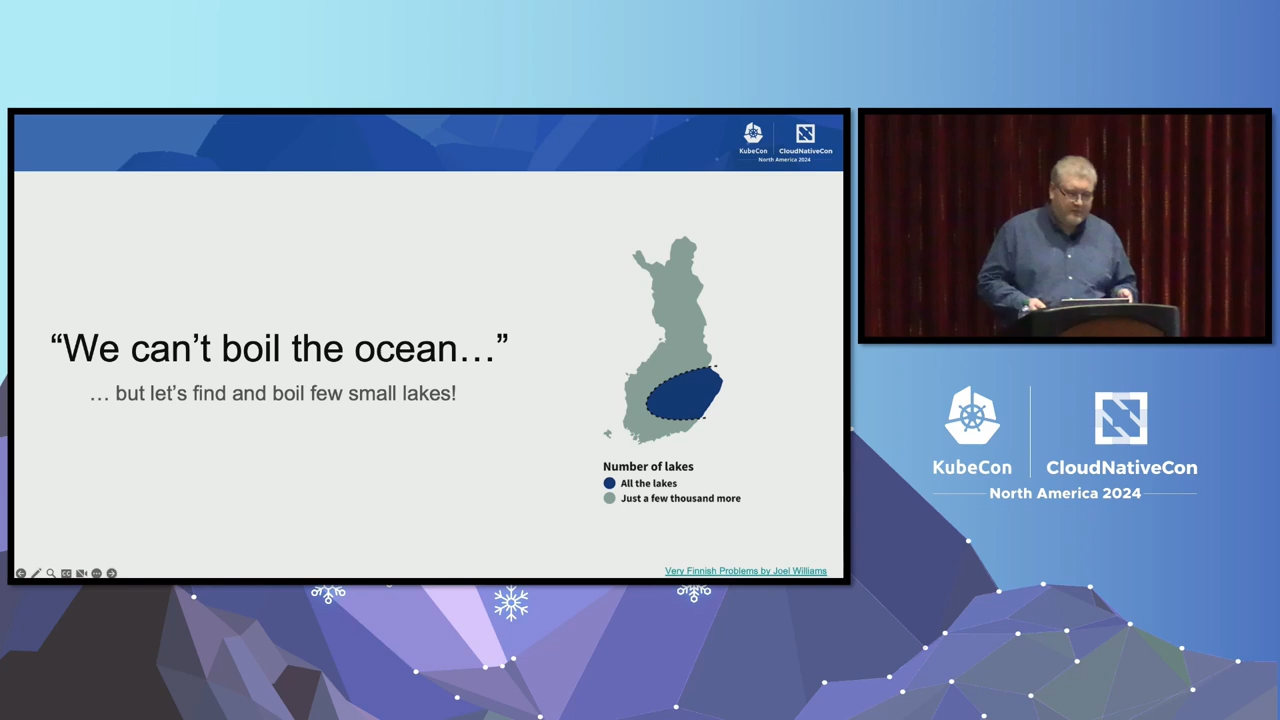 KubeCon
CloudNativeCon
North America 2024
“We can’t boil the ocean…”
… but let’s find and boil few small lakes!
Number of lakes
All the lakes
Just a few thousand more
Very Finnish Problems by Joel Williams
KubeCon
CloudNativeCon
North America 2024